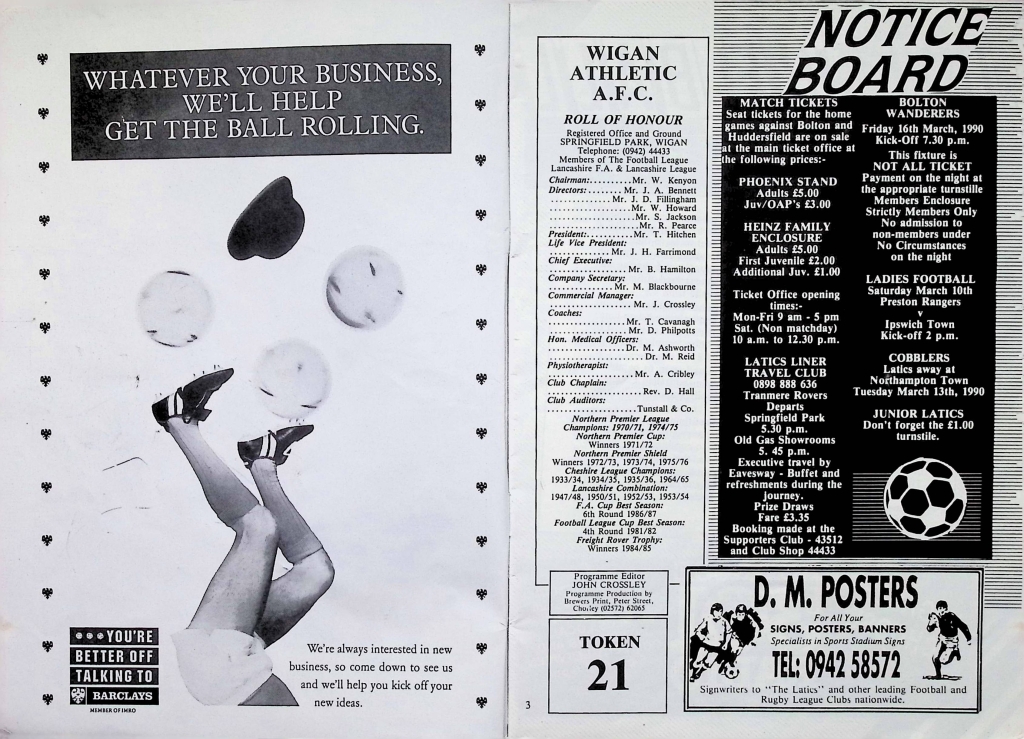 WHATEVER YOUR BUSINESS,
WE'LL HELP
GET THE BALL ROLLING.
We're always interested in new
business, so come down to see us
and we'll help you kick off your
new ideas.
YOU'RE
BETTER OFF
TALKING TO
BARCLAYS
MEMBER OF IMRO
WIGAN
ATHLETIC
A.F.C.
ROLL OF HONOUR
Registered Office and Ground
SPRINGFIELD PARK, WIGAN
Telephone: (0942) 44433
Members of The Football League
Lancashire F.A. & Lancashire League
Chairman:..........Mr. W. Kenyon
Directors:........Mr. J. A. Bennett
.............Mr. J. D. Fillingham
..................Mr. W. Howard
...................Mr. S. Jackson
....................Mr. R. Pearce
President:..........Mr. T. Hitchen
Life Vice President:
.............Mr. J. H. Farrimond
Chief Executive:
.................Mr. B. Hamilton
Company Secretary:
..............Mr. M. Blackbourne
Commercial Manager:
..................Mr. J. Crossley
Coaches:
................Mr. T. Cavanagh
.................Mr. D. Philpotts
Hon. Medical Officers:
................Dr. M. Ashworth
....................Dr. M. Reid
Physiotherapist:
..................Mr. A. Cribley
Club Chaplain:
....................Rev. D. Hall
Club Auditors:
...................Tunstall & Co.
Northern Premier League
Champions: 1970/71, 1974/75
Northern Premier Cup:
Winners 1971/72
Northern Premier Shield
Winners 1972/73, 1973/74, 1975/76
Cheshire League Champions:
1933/34, 1934/35, 1935/36, 1964/65
Lancashire Combination:
1947/48, 1950/51, 1952/53, 1953/54
F.A. Cup Best Season:
6th Round 1986/87
Football League Cup Best Season:
4th Round 1981/82
Freight Rover Trophy:
Winners 1984/85
Programme Editor
JOHN CROSSLEY
Programme Production by
Brewers Print, Peter Street,
Chorley (02572) 62065
TOKEN
21
3
NOTICE
BOARD
MATCH TICKETS
Seat tickets for the home
games against Bolton and
Huddersfield are on sale
at the main ticket office at
the following prices:-
PHOENIX STAND
Adults £5.00
Juv/OAP's £3.00
HEINZ FAMILY
ENCLOSURE
Adults £5.00
First Juvenile £2.00
Additional Juv. £1.00
Ticket Office opening
times:-
Mon-Fri 9 am - 5 pm
Sat. (Non matchday)
10 a.m. to 12.30 p.m.
LATICS LINER
TRAVEL CLUB
0898 888 636
Tranmere Rovers
Departs
Springfield Park
5.30 p.m.
Old Gas Showrooms
5. 45 p.m.
Executive travel by
Eavesway - Buffet and
refreshments during the
journey.
Prize Draws
Fare £3.35
Booking made at the
Supporters Club - 43512
and Club Shop 44433
BOLTON
WANDERERS
Friday 16th March, 1990
Kick-Off 7.30 p.m.
This fixture is
NOT ALL TICKET
Payment on the night at
the appropriate turnstille
Members Enclosure
Strictly Members Only
No admission to
non-members under
No Circumstances
on the night
LADIES FOOTBALL
Saturday March 10th
Preston Rangers
v
Ipswich Town
Kick-off 2 p.m.
COBBLERS
Latics away at
Northampton Town
Tuesday March 13th, 1990
JUNIOR LATICS
Don't forget the £1.00
turnstile.
D. M. POSTERS
For All Your
SIGNS, POSTERS, BANNERS
Specialists in Sports Stadium Signs
TEL: 0942 58572
Signwriters to "The Latics" and other leading Football and
Rugby League Clubs nationwide.